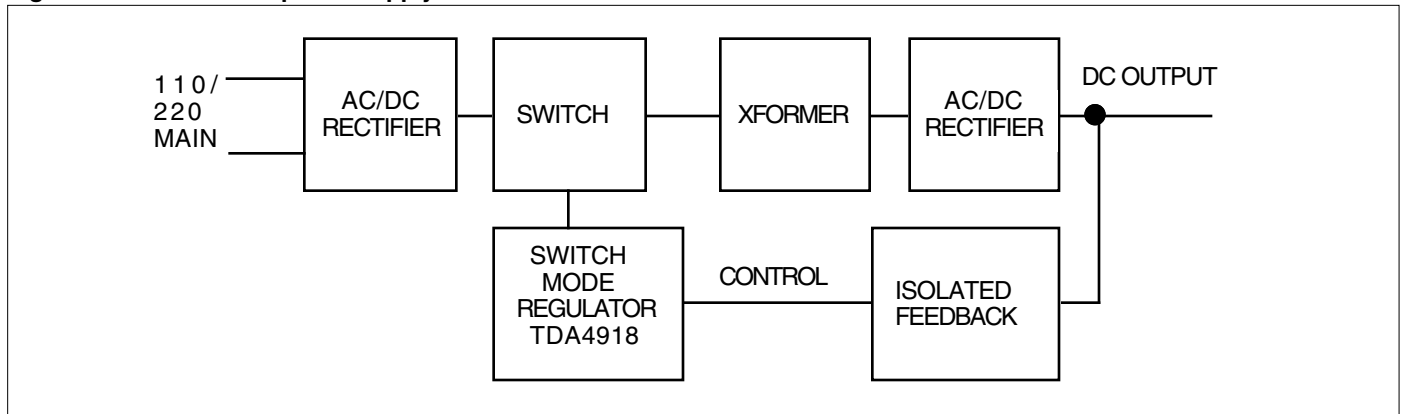 110/
220
MAIN
AC/DC
RECTIFIER
SWITCH
XFORMER
AC/DC
RECTIFIER
DC OUTPUT
SWITCH
MODE
REGULATOR
TDA4918
CONTROL
ISOLATED
FEEDBACK